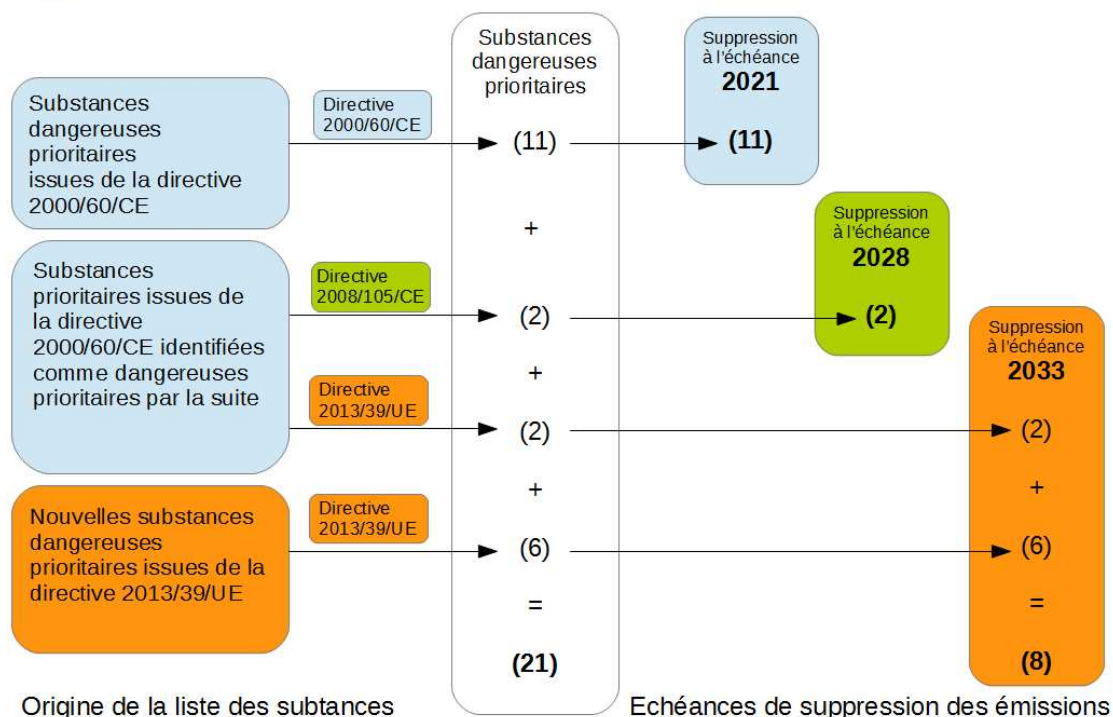 Substances
dangereuses
prioritaires
issues de la directive
2000/60/CE
Directive
2000/60/CE
Substances
dangereuses
prioritaires
(11)
Suppression
à l'échéance
2021
(11)
+
Substances
prioritaires issues de
la directive
2000/60/CE identifiées
comme dangereuses
prioritaires par la suite
Directive
2008/105/CE
(2)
Suppression
à l'échéance
2028
(2)
+
Directive
2013/39/UE
(2)
Suppression
à l'échéance
2033
(2)
+
+
Nouvelles substances
dangereuses
prioritaires issues de la
directive 2013/39/UE
Directive
2013/39/UE
(6)
(6)
=
=
(21)
(8)
Origine de la liste des subtances
Echéances de suppression des émissions